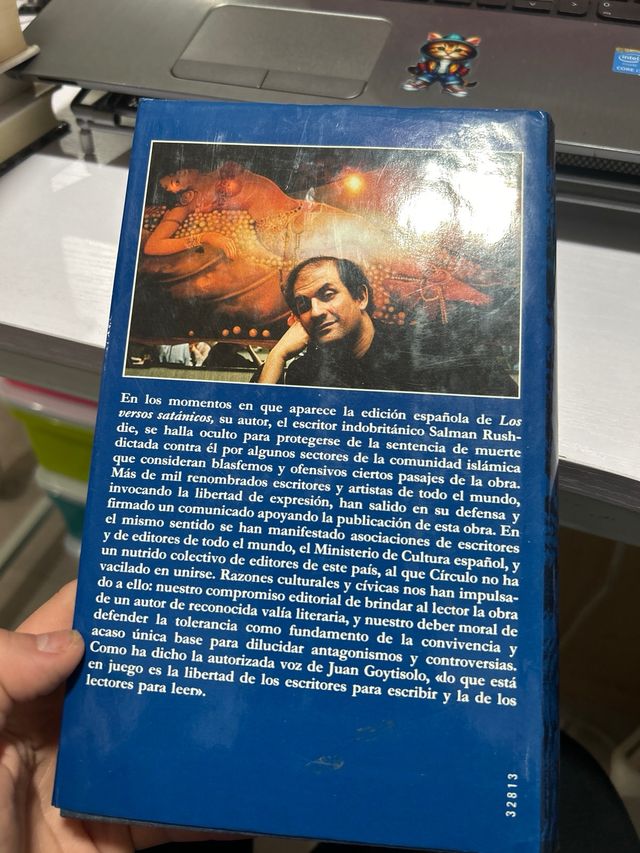 intel
CORE
En los momentos en que aparece la edición española de Los
versos satánicos, su autor, el escritor indobritánico Salman Rush-
die, se halla oculto para protegerse de la sentencia de muerte
dictada contra él por algunos sectores de la comunidad islámica
que consideran blasfemos y ofensivos ciertos pasajes de la obra.
Más de mil renombrados escritores y artistas de todo el mundo,
invocando la libertad de expresión, han salido en su defensa y
firmado un comunicado apoyando la publicación de esta obra. En
el mismo sentido se han manifestado asociaciones de escritores
y de editores de todo el mundo, el Ministerio de Cultura español, y
un nutrido colectivo de editores de este país, al que Círculo no ha
vacilado en unirse. Razones culturales y cívicas nos han impulsa-
do a ello: nuestro compromiso editorial de brindar al lector la obra
de un autor de reconocida valía literaria, y nuestro deber moral de
defender la tolerancia como fundamento de la convivencia y
acaso única base para dilucidar antagonismos y controversias.
Como ha dicho la autorizada voz de Juan Goytisolo, «lo que está
en juego es la libertad de los escritores para escribir y la de los
lectores para leer».
32813